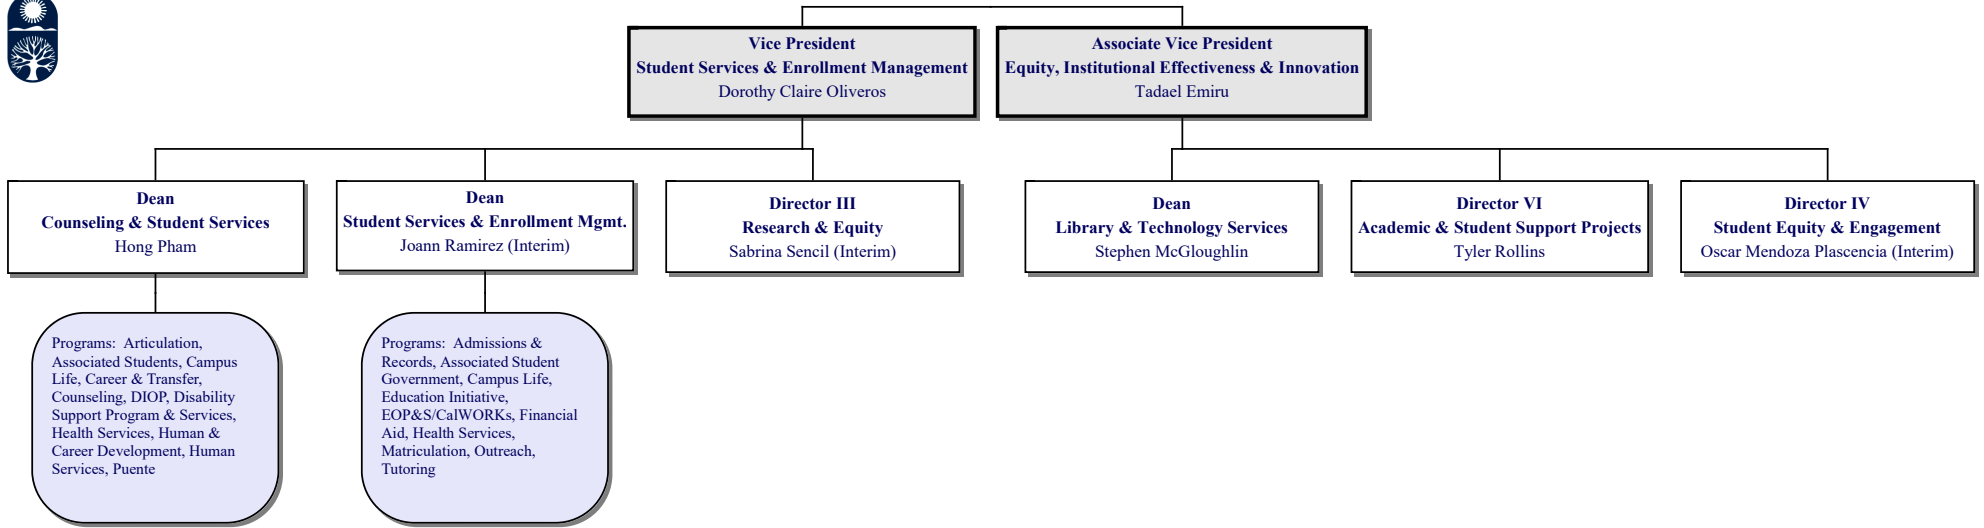 Vice President
Student Services & Enrollment Management
Dorothy Claire Oliveros
Associate Vice President
Equity, Institutional Effectiveness & Innovation
Tadael Emiru
Dean
Counseling & Student Services
Hong Pham
Dean
Student Services & Enrollment Mgmt.
Joann Ramirez (Interim)
Director III
Research & Equity
Sabrina Sencil (Interim)
Dean
Library & Technology Services
Stephen McGloughlin
Director VI
Academic & Student Support Projects
Tyler Rollins
Director IV
Student Equity & Engagement
Oscar Mendoza Plascencia (Interim)
Programs: Articulation,
Associated Students, Campus
Life, Career & Transfer,
Counseling, DIOP, Disability
Support Program & Services,
Health Services, Human &
Career Development, Human
Services, Puente
Programs: Admissions &
Records, Associated Student
Government, Campus Life,
Education Initiative,
EOP&S/CalWORKs, Financial
Aid, Health Services,
Matriculation, Outreach,
Tutoring